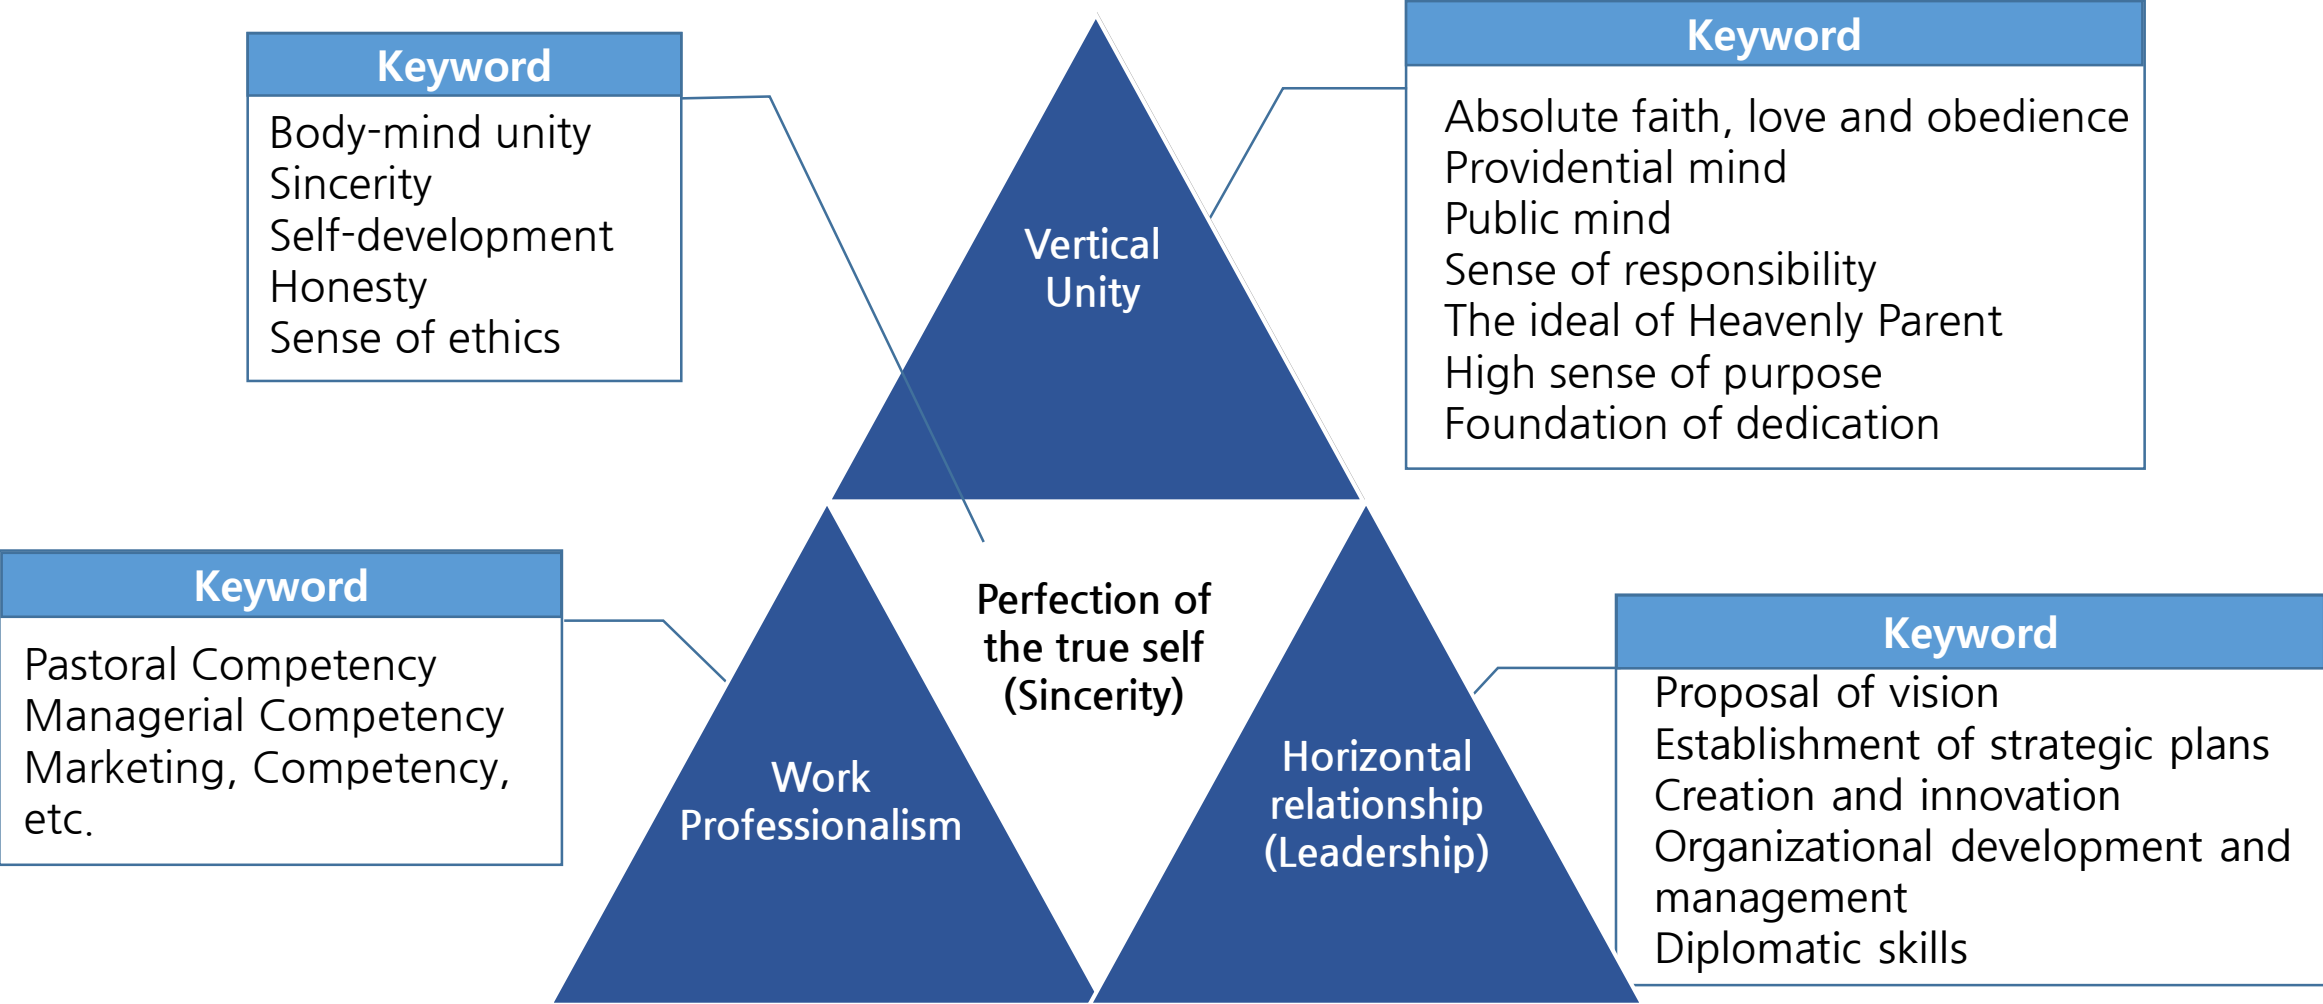 Keyword
Body-mind unity
Sincerity
Self-development
Honesty
Sense of ethics
Keyword
Absolute faith, love and obedience
Providential mind
Public mind
Sense of responsibility
The ideal of Heavenly Parent
High sense of purpose
Foundation of dedication
Vertical
Unity
Keyword
Pastoral Competency
Managerial Competency
Marketing, Competency,
etc.
Work
Professionalism
Perfection of
the true self
(Sincerity)
Horizontal
relationship
(Leadership)
Keyword
Proposal of vision
Establishment of strategic plans
Creation and innovation
Organizational development and
management
Diplomatic skills